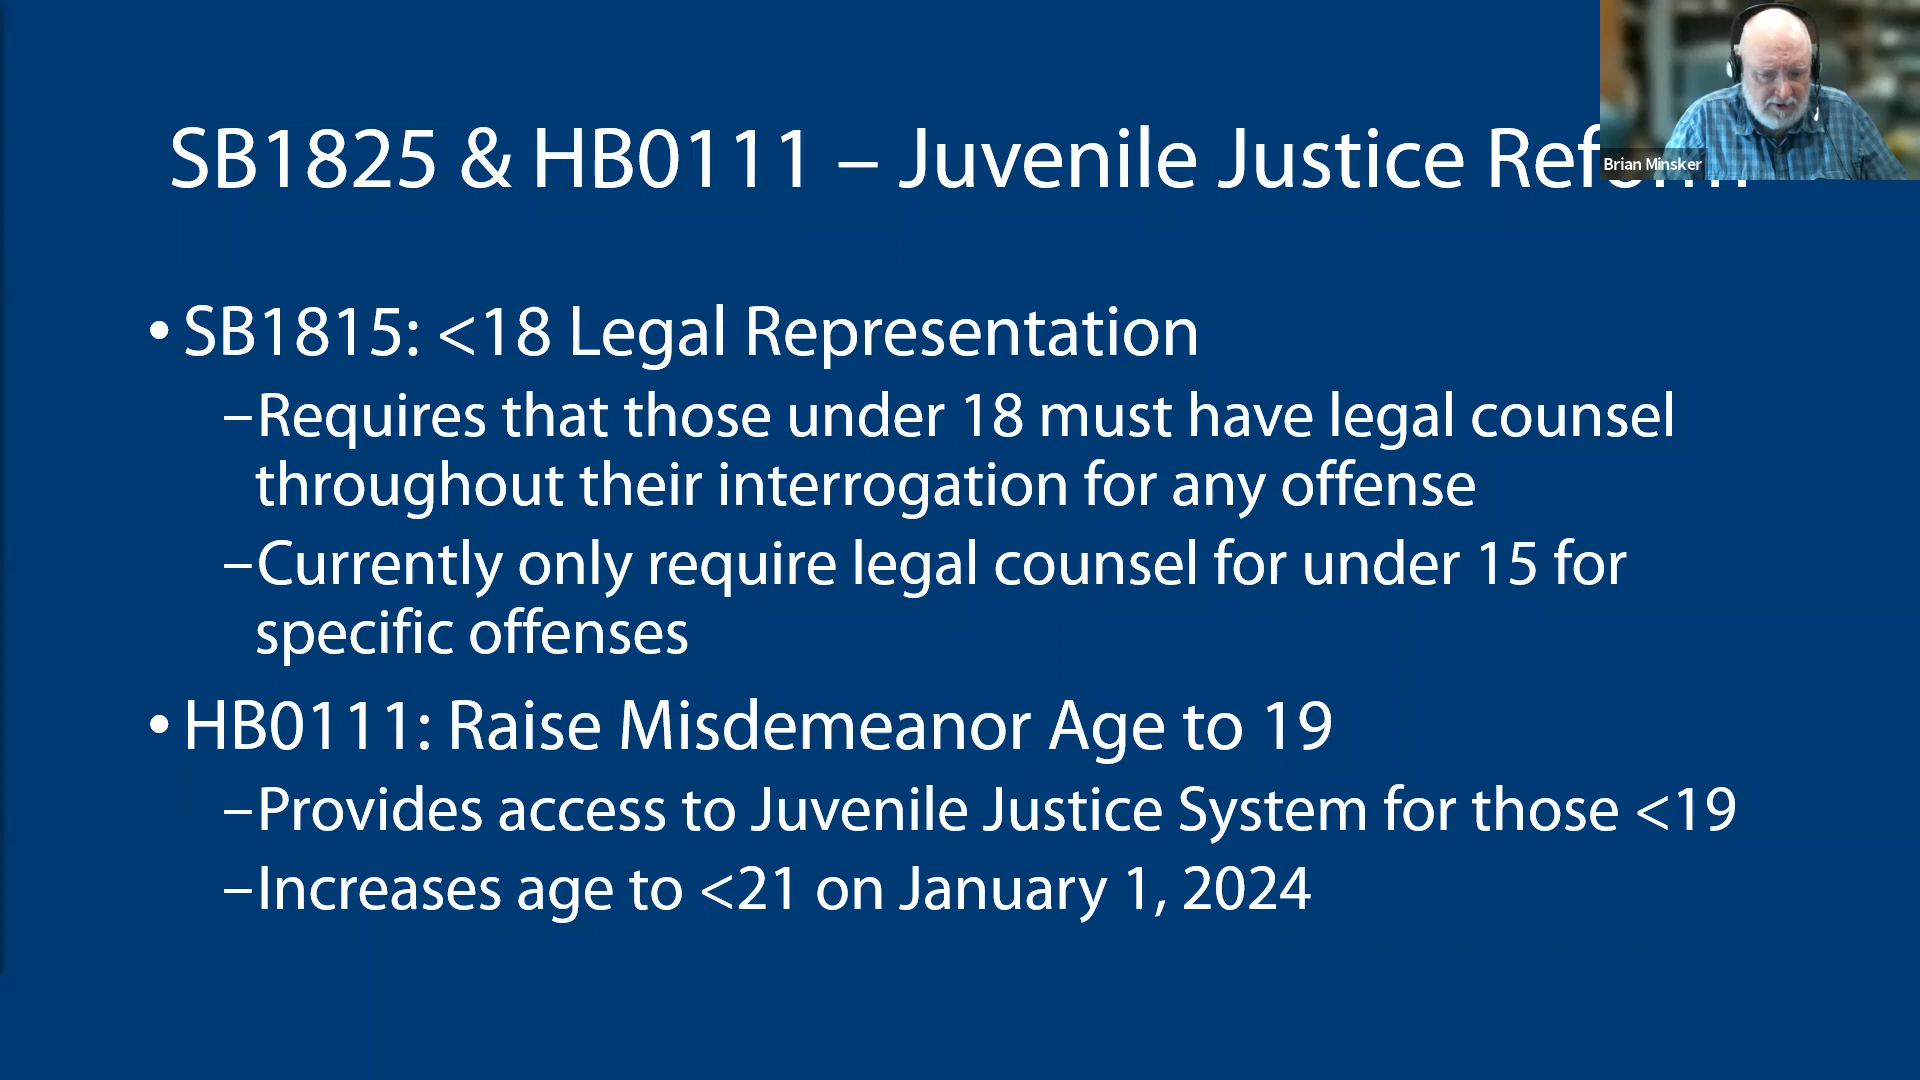 SB1825 & HB0111 – Juvenile Justice Reform
Brian Minsker
• SB1815: <18 Legal Representation
–Requires that those under 18 must have legal counsel
throughout their interrogation for any offense
–Currently only require legal counsel for under 15 for
specific offenses
• HB0111: Raise Misdemeanor Age to 19
–Provides access to Juvenile Justice System for those <19
–Increases age to <21 on January 1, 2024